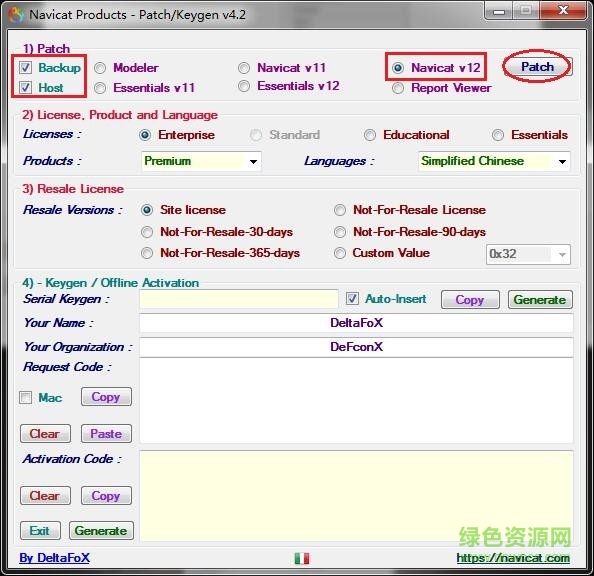 Navicat Products - Patch/Keygen v4.2
1) Patch
Backup Modeler Navicat v11 Navicat v12 Patch
Host Essentials v11 Essentials v12 Report Viewer
2) License, Product and Language
Licenses : Enterprise Standard Educational Essentials
Products : Premium Languages : Simplified Chinese
3) Resale License
Resale Versions : Site license Not-For-Resale License
Not-For-Resale-30-days Not-For-Resale-90-days
Not-For-Resale-365-days Custom Value 0x32
4) - Keygen / Offline Activation
Serial Keygen : Auto-Insert Copy Generate
Your Name : DeltaFoX
Your Organization : DeFconX
Request Code :
Mac Copy
Clear Paste
Activation Code :
Clear Copy
Exit Generate
绿色资源网
By DeltaFoX https://navicat.com